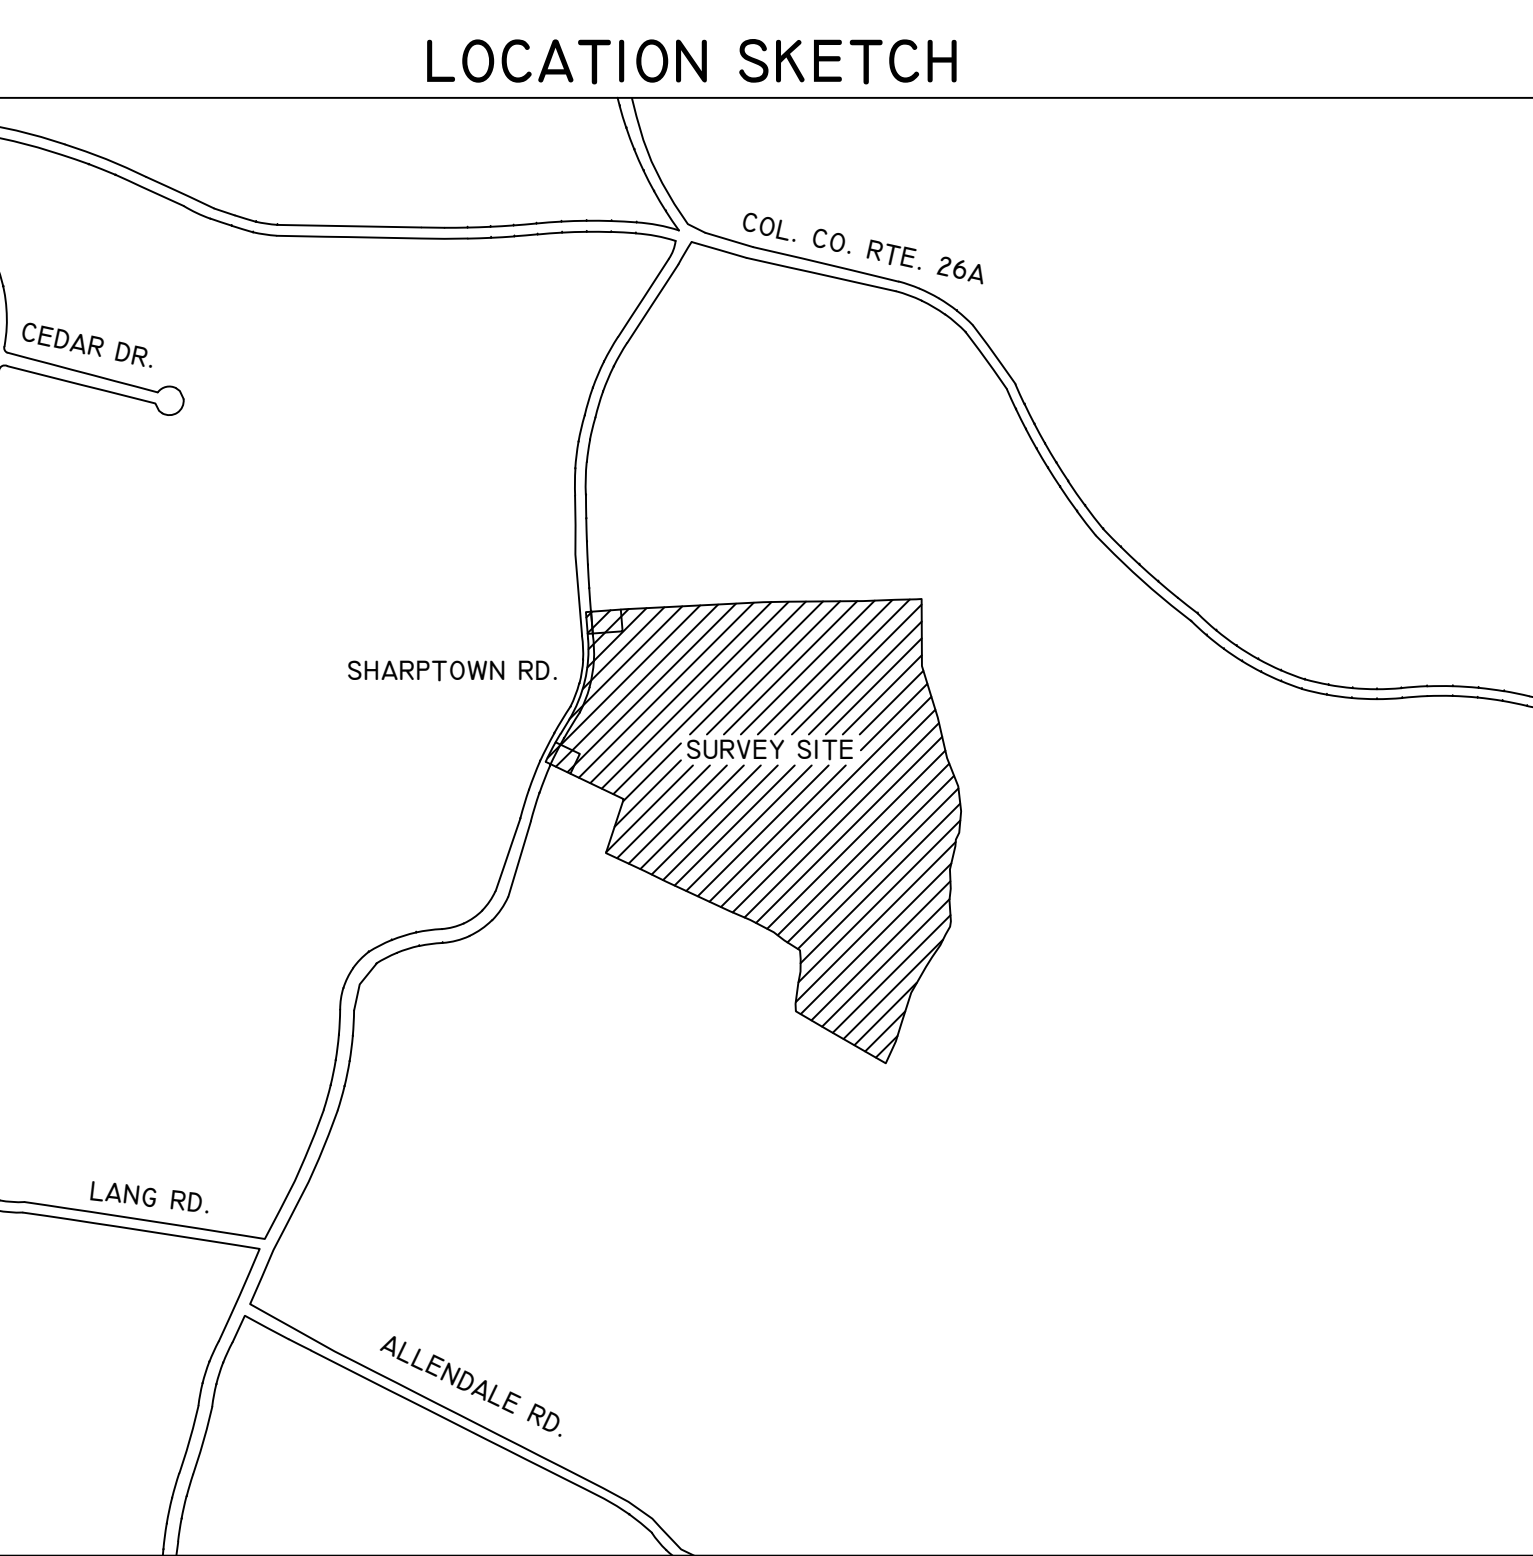 LOCATION SKETCH
COL. CO. RTE. 26A
CEDAR DR.
SHARPTOWN RD.
SURVEY SITE
LANG RD.
ALLENDALE RD.